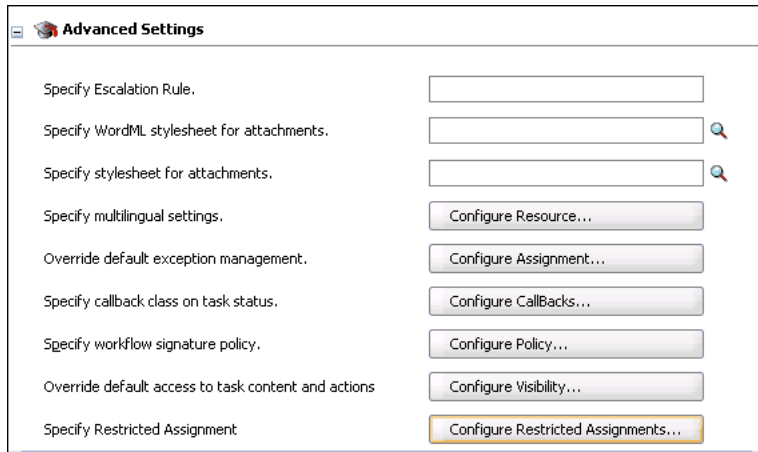 Advanced Settings
Specify Escalation Rule.
Specify WordML stylesheet for attachments.
Specify stylesheet for attachments.
Specify multilingual settings. Configure Resource...
Override default exception management. Configure Assignment...
Specify callback class on task status. Configure CallBacks...
Specify workflow signature policy. Configure Policy...
Override default access to task content and actions Configure Visibility...
Specify Restricted Assignment Configure Restricted Assignments...